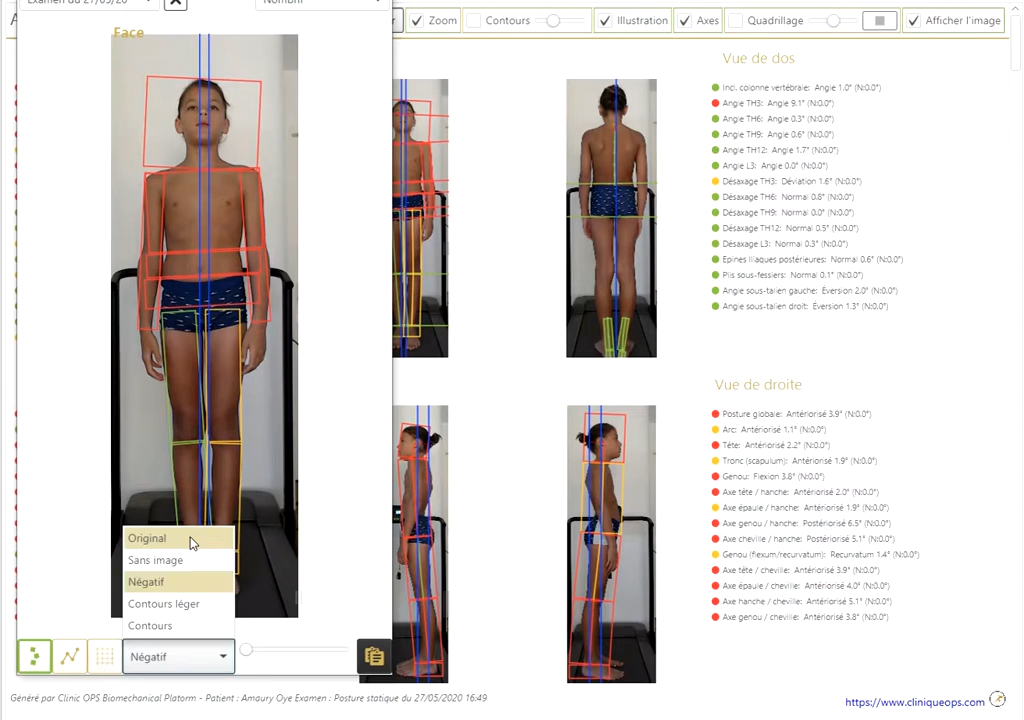 Examen du 27/05/20
Nombril
Zoom
Contours
Illustration
Axes
Quadrillage
Afficher l'image
Face
Vue de dos
Incl. colonne vertébrale: Angle 1.0° (N:0.0°)
Angle TH3: Angle 9.1° (N:0.0°)
Angle TH6: Angle 0.3° (N:0.0°)
Angle TH9: Angle 0.6° (N:0.0°)
Angle TH12: Angle 1.7° (N:0.0°)
Angle L3: Angle 0.0° (N:0.0°)
Désaxage TH3: Déviation 1.6° (N:0.0°)
Désaxage TH6: Normal 0.8° (N:0.0°)
Désaxage TH9: Normal 0.0° (N:0.0°)
Désaxage TH12: Normal 0.5° (N:0.0°)
Désaxage L3: Normal 0.3° (N:0.0°)
Epines iliaques postérieures: Normal 0.6° (N:0.0°)
Plis sous-fessiers: Normal 0.1° (N:0.0°)
Angle sous-talien gauche: Éversion 2.0° (N:0.0°)
Angle sous-talien droit: Éversion 1.3° (N:0.0°)
Vue de droite
Posture globale: Antériorisé 3.9° (N:0.0°)
Arc: Antériorisé 1.1° (N:0.0°)
Tête: Antériorisé 2.2° (N:0.0°)
Tronc (scapulum): Antériorisé 1.9° (N:0.0°)
Genou: Flexion 3.8° (N:0.0°)
Axe tête / hanche: Antériorisé 2.0° (N:0.0°)
Axe épaule / hanche: Antériorisé 1.9° (N:0.0°)
Axe genou / hanche: Postériorisé 6.5° (N:0.0°)
Axe cheville / hanche: Postériorisé 5.1° (N:0.0°)
Genou (flexum/recurvatum): Recurvatum 1.4° (N:0.0°)
Axe tête / cheville: Antériorisé 3.9° (N:0.0°)
Axe épaule / cheville: Antériorisé 4.0° (N:0.0°)
Axe hanche / cheville: Antériorisé 5.1° (N:0.0°)
Axe genou / cheville: Antériorisé 3.8° (N:0.0°)
Original
Sans image
Négatif
Contours léger
Contours
Négatif
Généré par Clinic OPS Biomechanical Platorm - Patient : Amaury Oye Examen : Posture statique du 27/05/2020 16:49
https://www.cliniqueops.com